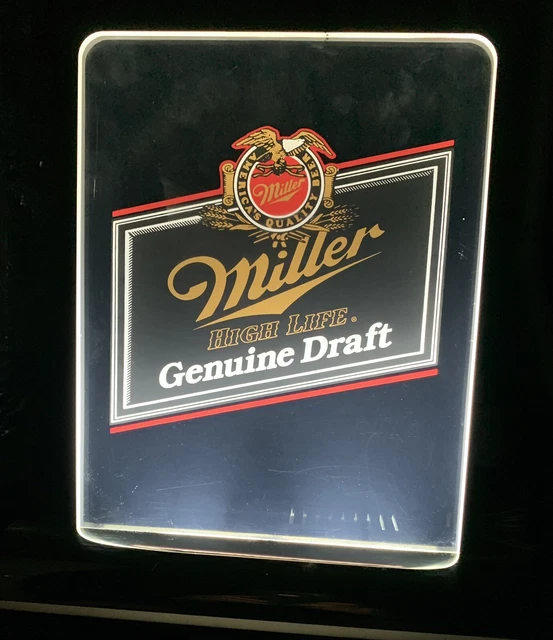 AMERICA'S QUALITY BEER
Miller
Miller
HIGH LIFE®
Genuine Draft